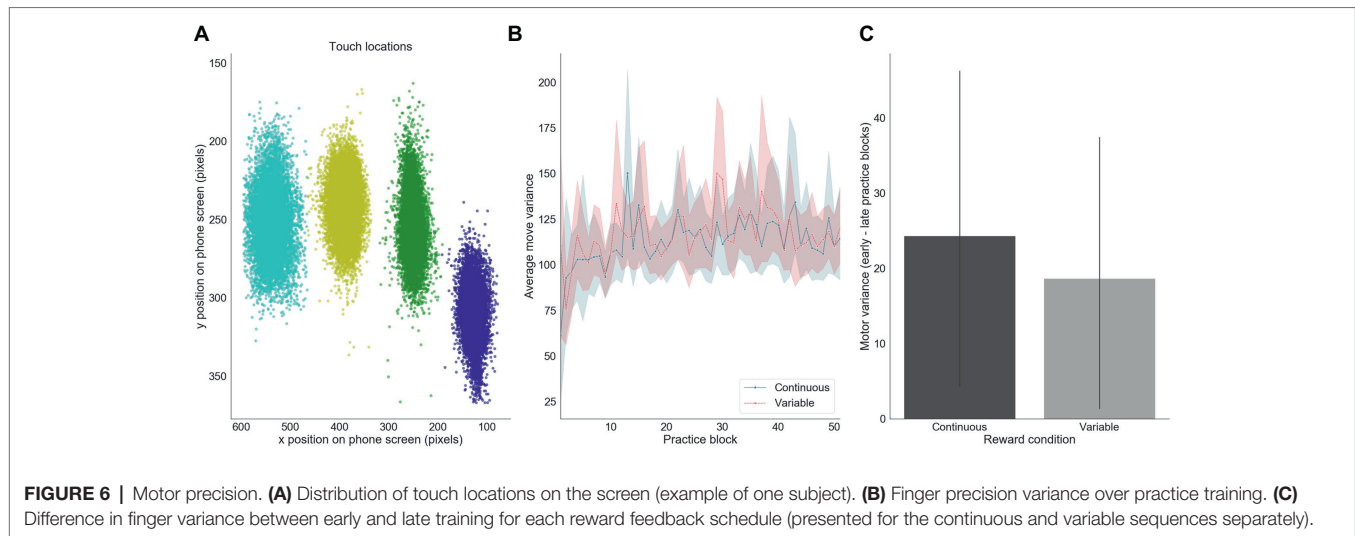 A
Touch locations
150
200
250
300
350
y position on phone screen (pixels)
600 500 400 300 200 100
x position on phone screen (pixels)
B
200
175
150
125
100
75
50
25
Average move variance
Continuous
Variable
10 20 30 40 50
Practice block
C
40
30
20
10
0
Motor variance (early - late practice blocks)
Continuous Variable
Reward condition
FIGURE 6 | Motor precision. (A) Distribution of touch locations on the screen (example of one subject). (B) Finger precision variance over practice training. (C)
Difference in finger variance between early and late training for each reward feedback schedule (presented for the continuous and variable sequences separately).